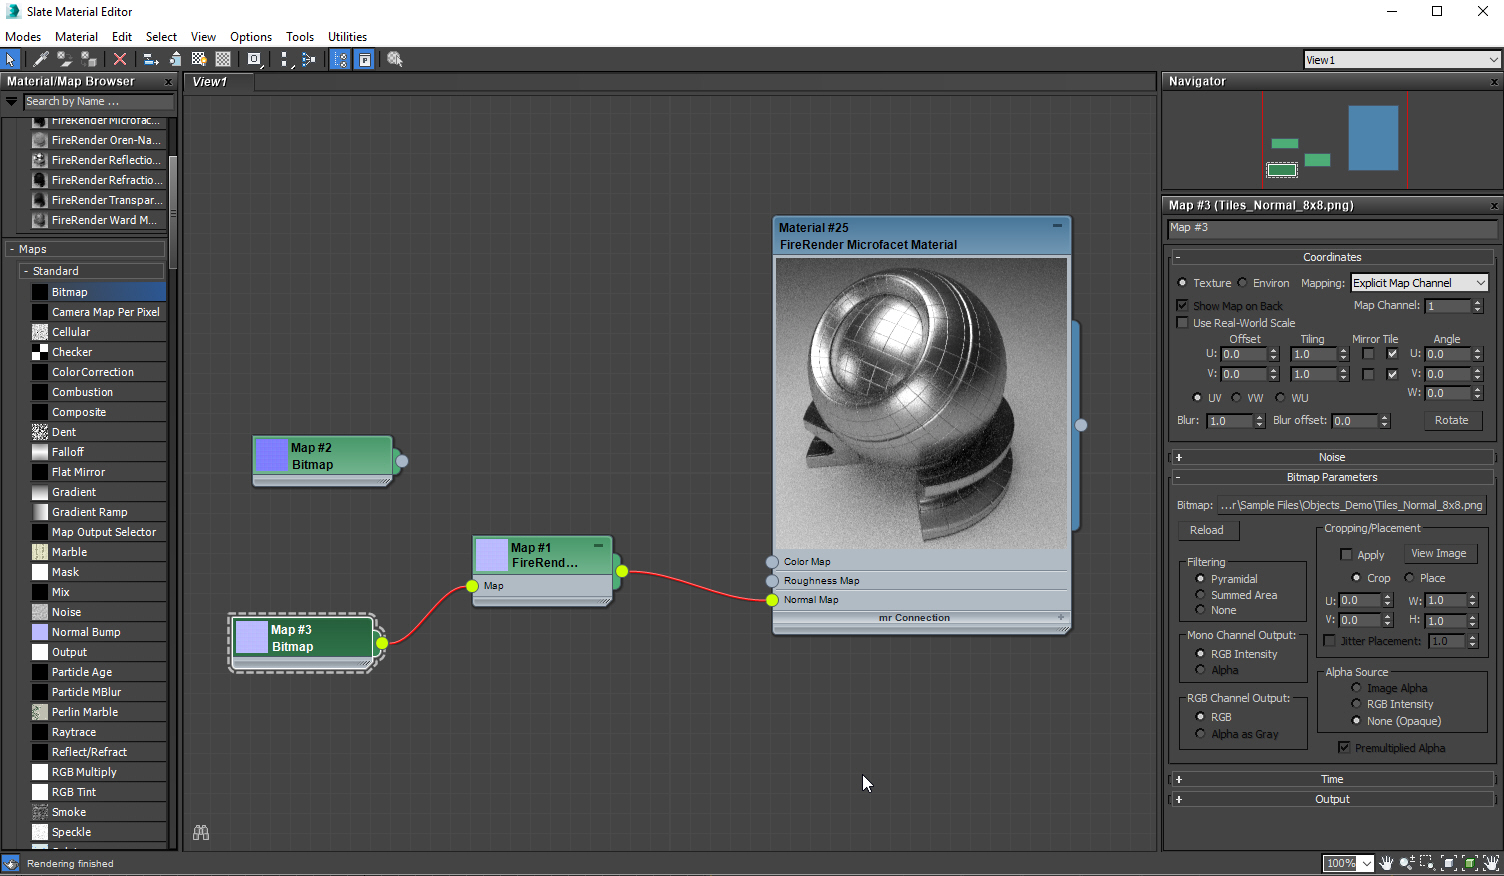 Slate Material Editor
Modes Material Edit Select View Options Tools Utilities
View1
Material/Map Browser
Search by Name ...
FireRender Microfac...
FireRender Oren-Na...
FireRender Reflectio...
FireRender Refractio...
FireRender Transpar...
FireRender Ward M...
- Maps
- Standard
Bitmap
Camera Map Per Pixel
Cellular
Checker
ColorCorrection
Combustion
Composite
Dent
Falloff
Flat Mirror
Gradient
Gradient Ramp
Map Output Selector
Marble
Mask
Mix
Noise
Normal Bump
Output
Particle Age
Particle MBlur
Perlin Marble
Raytrace
Reflect/Refract
RGB Multiply
RGB Tint
Smoke
Speckle
Rendering finished
View1
Map #2
Bitmap
Map #1
FireRend...
Map
Map #3
Bitmap
Material #25
FireRender Microfacet Material
Color Map
Roughness Map
Normal Map
mr Connection +
Navigator
Map #3 (Tiles_Normal_8x8.png)
Map #3
- Coordinates
Texture Environ Mapping: Explicit Map Channel
Show Map on Back Map Channel: 1
Use Real-World Scale
Offset Tiling Mirror Tile Angle
U: 0.0 1.0 U: 0.0
V: 0.0 1.0 V: 0.0
W: 0.0
UV VW WU
Blur: 1.0 Blur offset: 0.0 Rotate
+ Noise
- Bitmap Parameters
Bitmap: ...r\Sample Files\Objects_Demo\Tiles_Normal_8x8.png
Reload
Cropping/Placement
Apply View Image
Crop Place
U: 0.0 W: 1.0
V: 0.0 H: 1.0
Jitter Placement: 1.0
Filtering
Pyramidal
Summed Area
None
Mono Channel Output:
RGB Intensity
Alpha
RGB Channel Output:
RGB
Alpha as Gray
Alpha Source
Image Alpha
RGB Intensity
None (Opaque)
Premultiplied Alpha
+ Time
+ Output
100%